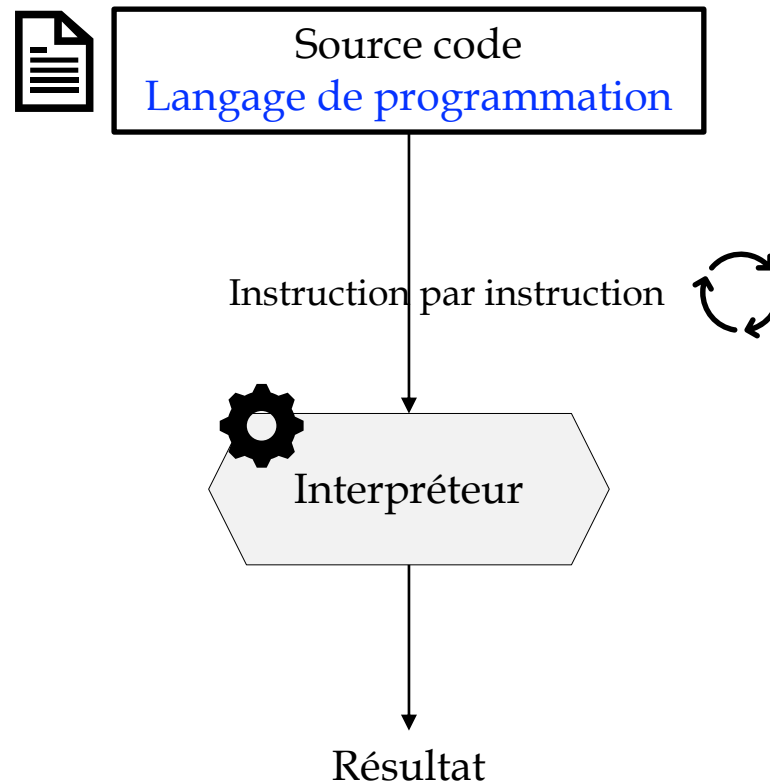 Source code
Langage de programmation
Instruction par instruction
Interpréteur
Résultat